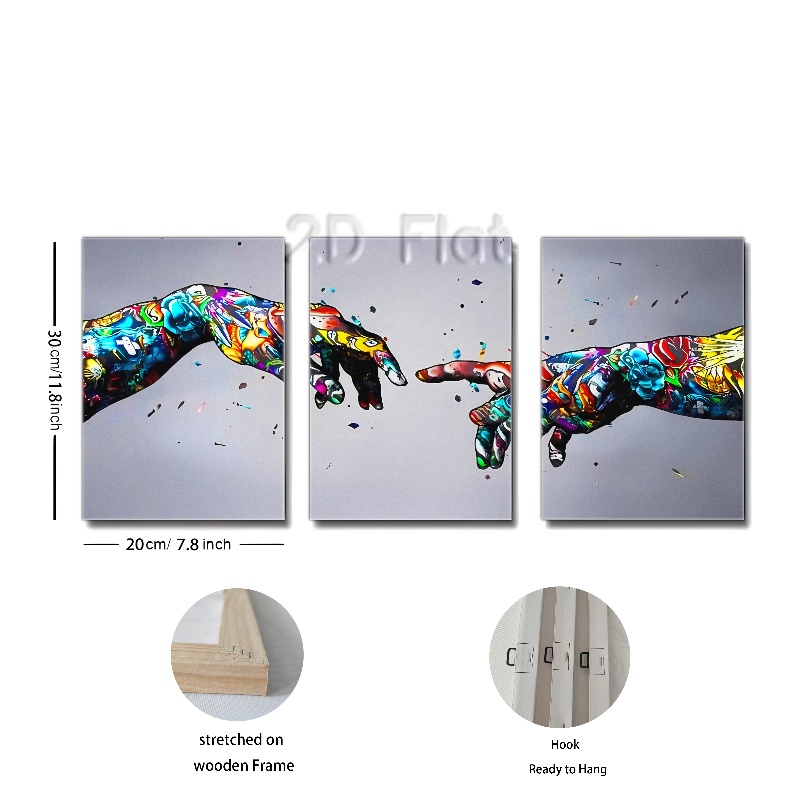 2D Flat
30cm/11.8inch
20cm/ 7.8 inch
stretched on
wooden Frame
Hook
Ready to Hang